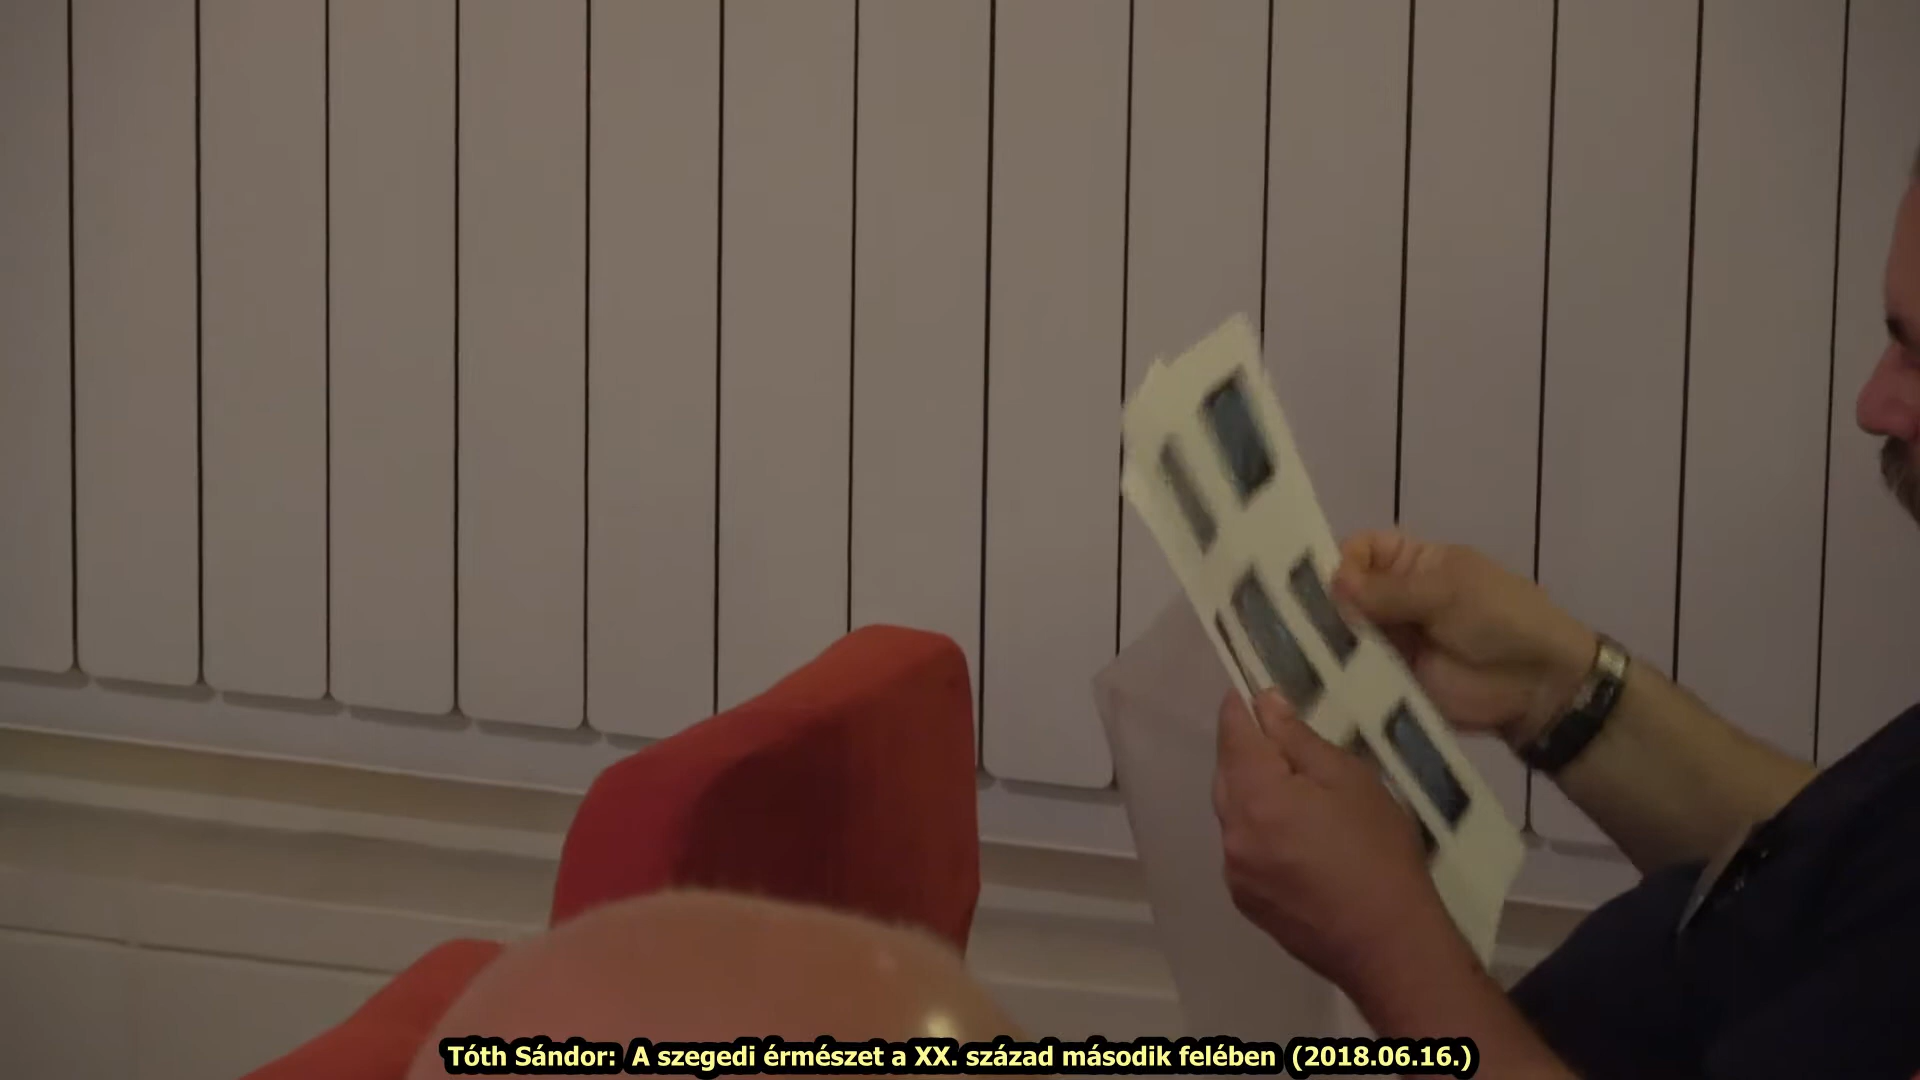 Tóth Sándor: A szegedi érmészet a XX. század második felében (2018.06.16.)